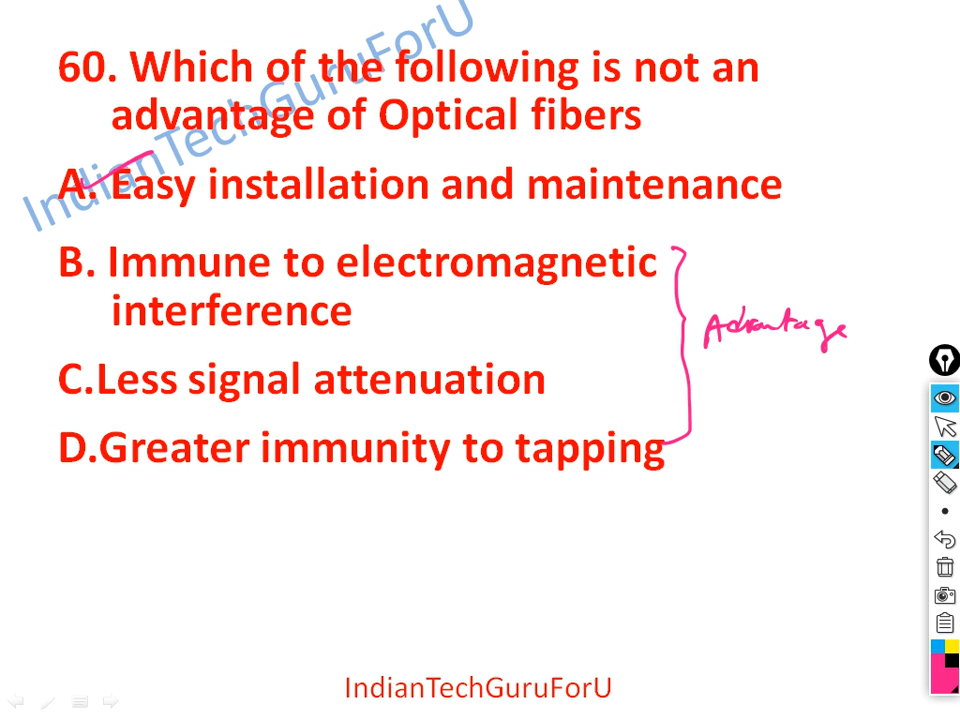 60. Which of the following is not an
advantage of Optical fibers
IndianTechGuruForU
A. Easy installation and maintenance
B. Immune to electromagnetic
interference
Advantage
C.Less signal attenuation
D.Greater immunity to tapping
IndianTechGuruForU